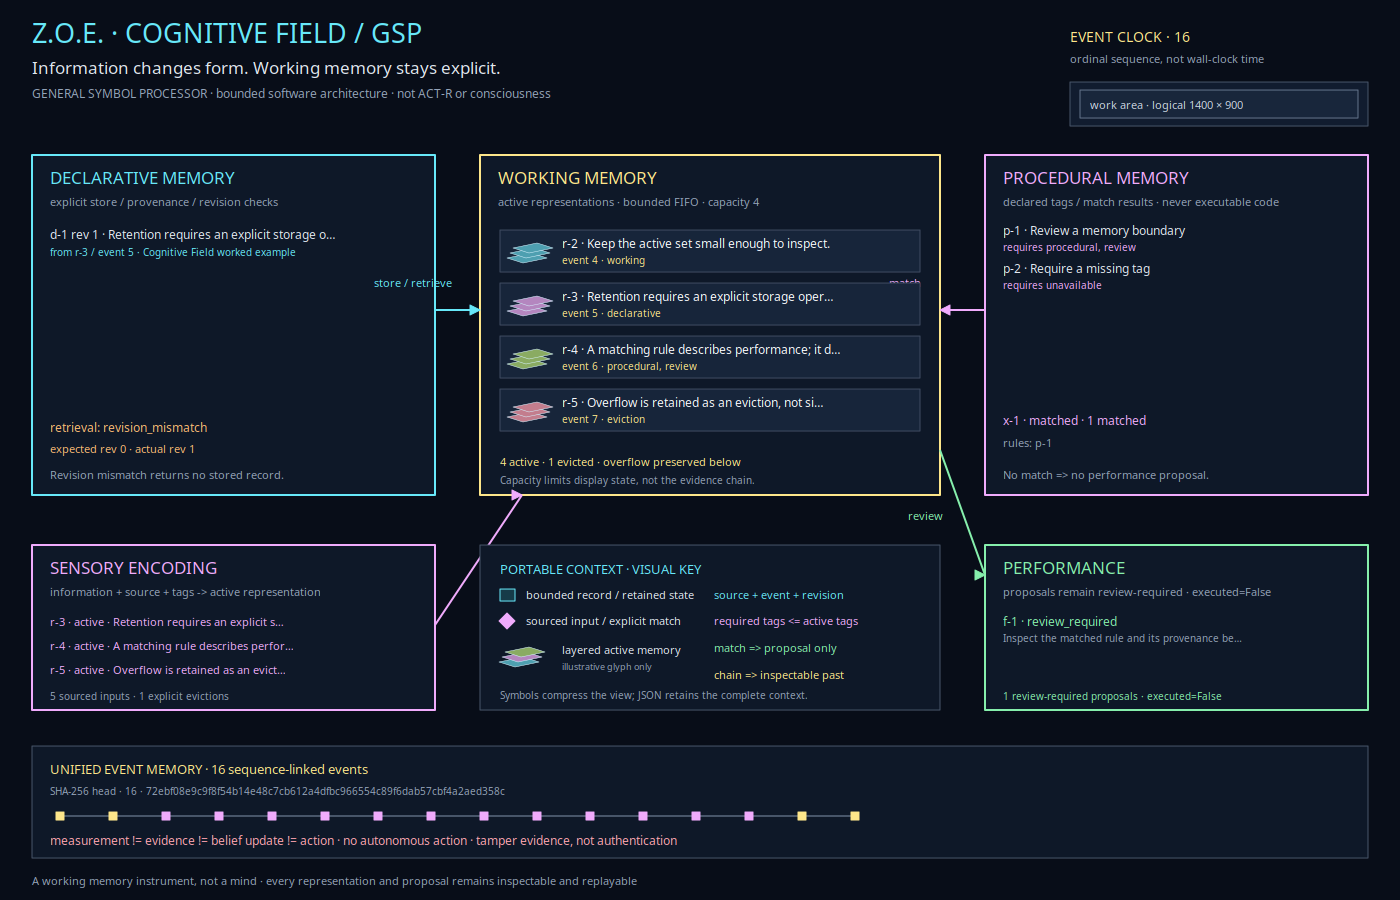 Z.O.E. · COGNITIVE FIELD / GSP
Information changes form. Working memory stays explicit.
GENERAL SYMBOL PROCESSOR · bounded software architecture · not ACT-R or consciousness
EVENT CLOCK · 16
ordinal sequence, not wall-clock time
work area · logical 1400 × 900
DECLARATIVE MEMORY
explicit store / provenance / revision checks
d-1 rev 1 · Retention requires an explicit storage o...
from r-3 / event 5 · Cognitive Field worked example
store / retrieve
retrieval: revision_mismatch
expected rev 0 · actual rev 1
Revision mismatch returns no stored record.
WORKING MEMORY
active representations · bounded FIFO · capacity 4
r-2 · Keep the active set small enough to inspect.
event 4 · working
match
r-3 · Retention requires an explicit storage oper...
event 5 · declarative
r-4 · A matching rule describes performance; it d...
event 6 · procedural, review
r-5 · Overflow is retained as an eviction, not si...
event 7 · eviction
4 active · 1 evicted · overflow preserved below
Capacity limits display state, not the evidence chain.
PROCEDURAL MEMORY
declared tags / match results · never executable code
p-1 · Review a memory boundary
requires procedural, review
p-2 · Require a missing tag
requires unavailable
x-1 · matched · 1 matched
rules: p-1
No match => no performance proposal.
review
SENSORY ENCODING
information + source + tags -> active representation
r-3 · active · Retention requires an explicit s...
r-4 · active · A matching rule describes perfor...
r-5 · active · Overflow is retained as an evict...
5 sourced inputs · 1 explicit evictions
PORTABLE CONTEXT · VISUAL KEY
bounded record / retained state
source + event + revision
sourced input / explicit match
required tags <= active tags
layered active memory
illustrative glyph only
match => proposal only
chain => inspectable past
Symbols compress the view; JSON retains the complete context.
PERFORMANCE
proposals remain review-required · executed=False
f-1 · review_required
Inspect the matched rule and its provenance be...
1 review-required proposals · executed=False
UNIFIED EVENT MEMORY · 16 sequence-linked events
SHA-256 head · 16 · 72ebf08e9c9f8f54b14e48c7cb612a4dfbc966554c89f6dab57cbf4a2aed358c
measurement != evidence != belief update != action · no autonomous action · tamper evidence, not authentication
A working memory instrument, not a mind · every representation and proposal remains inspectable and replayable